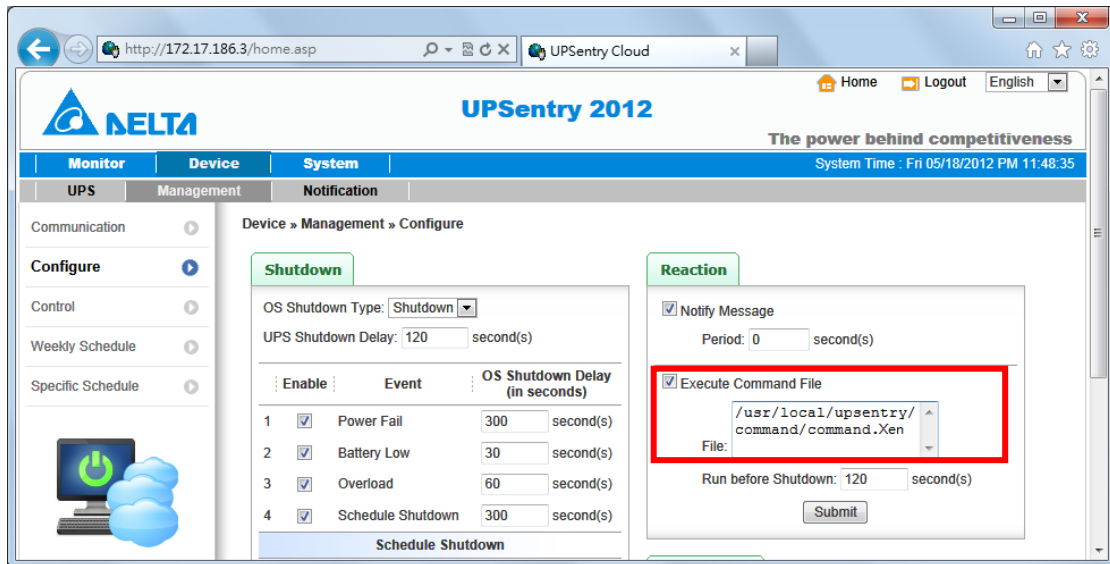 http://172.17.186.3/home.asp
UPSentry Cloud
Home Logout English
DELTA
UPSentry 2012
The power behind competitiveness
Monitor Device System
System Time : Fri 05/18/2012 PM 11:48:35
UPS Management Notification
Communication
Configure
Control
Weekly Schedule
Specific Schedule
Device » Management » Configure
Shutdown
OS Shutdown Type: Shutdown
UPS Shutdown Delay: 120 second(s)
Enable Event OS Shutdown Delay
(in seconds)
1 Power Fail 300 second(s)
2 Battery Low 30 second(s)
3 Overload 60 second(s)
4 Schedule Shutdown 300 second(s)
Schedule Shutdown
Reaction
Notify Message
Period: 0 second(s)
Execute Command File
/usr/local/upsentry/
command/command.Xen
File:
Run before Shutdown: 120 second(s)
Submit